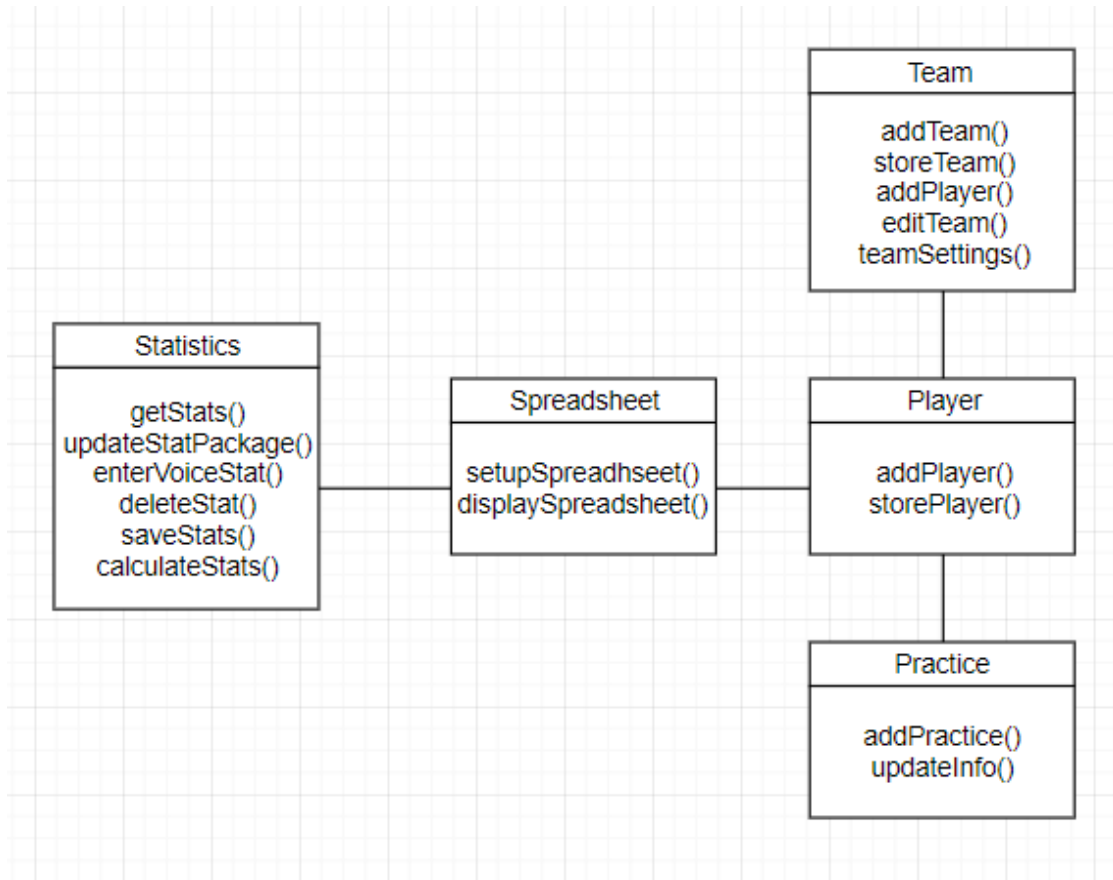 Team
addTeam()
storeTeam()
addPlayer()
editTeam()
teamSettings()
Statistics
getStats()
updateStatPackage()
enterVoiceStat()
deleteStat()
saveStats()
calculateStats()
Spreadsheet
setupSpreadhseet()
displaySpreadsheet()
Player
addPlayer()
storePlayer()
Practice
addPractice()
updateInfo()